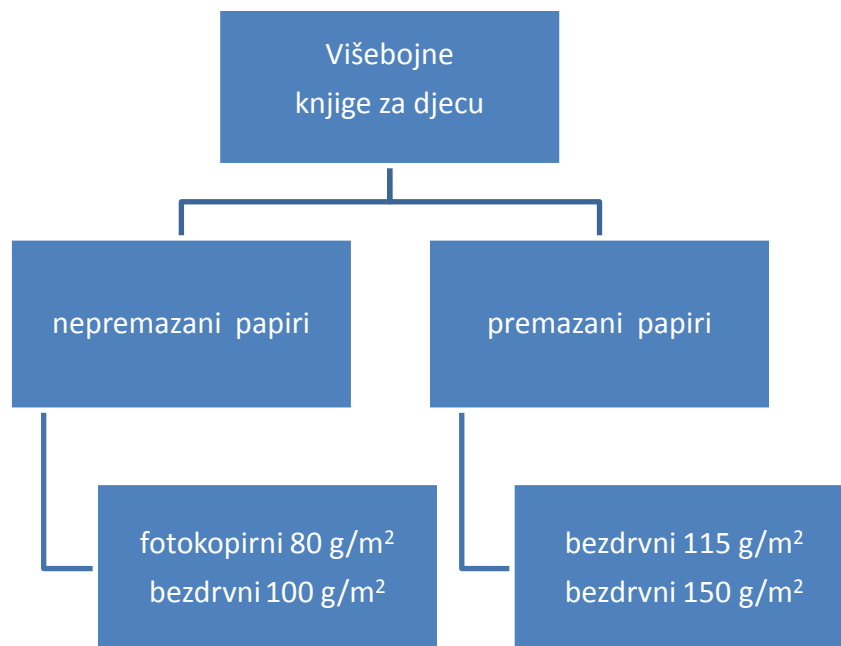 Višebojne
knjige za djecu
nepremazani papiri
premazani papiri
fotokopirni 80 g/m²
bezdrvni 100 g/m²
bezdrvni 115 g/m²
bezdrvni 150 g/m²